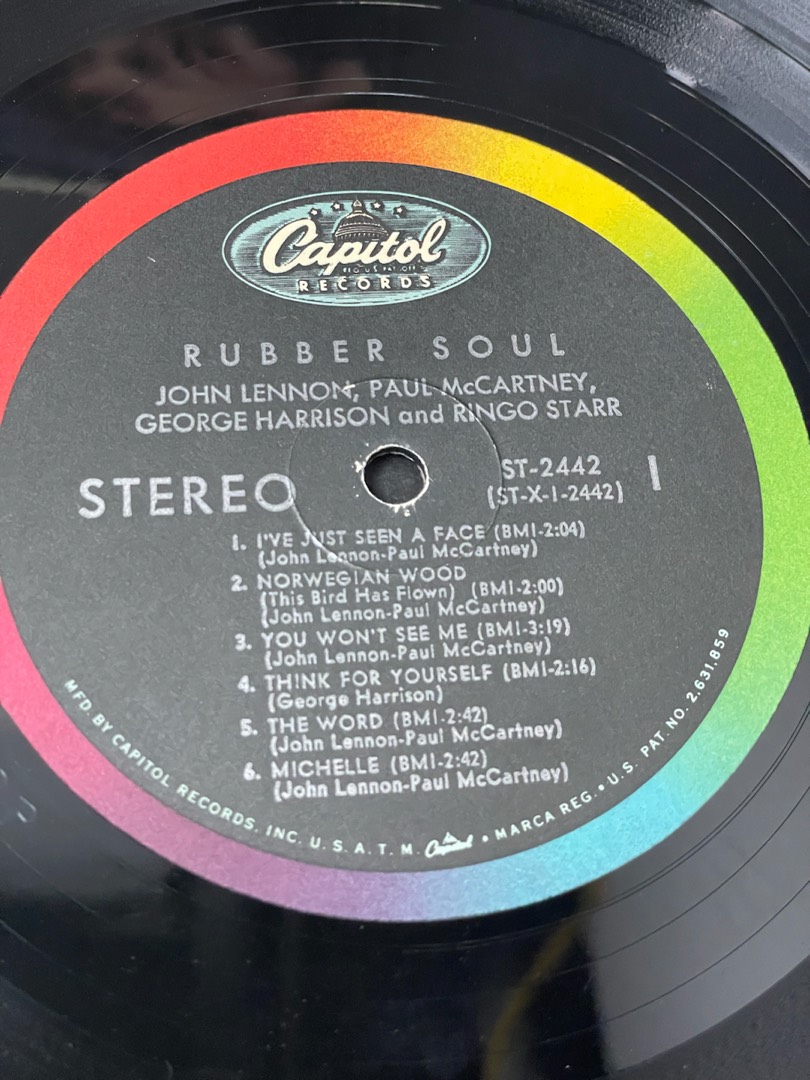 Capitol
REG. U.S. PAT. OFF.
RECORDS
RUBBER SOUL
JOHN LENNON, PAUL McCARTNEY,
GEORGE HARRISON and RINGO STARR
STEREO
ST-2442
(ST-X-1-2442)
1
1. I'VE JUST SEEN A FACE (BMI-2:04)
(John Lennon-Paul McCartney)
2. NORWEGIAN WOOD
(This Bird Has Flown) (BMI-2:00)
(John Lennon-Paul McCartney)
3. YOU WON'T SEE ME (BMI-3:19)
(John Lennon-Paul McCartney)
4. THINK FOR YOURSELF (BMI-2:16)
(George Harrison)
5. THE WORD (BMI-2:42)
(John Lennon-Paul McCartney)
6. MICHELLE (BMI-2:42)
(John Lennon-Paul McCartney)
MFD. BY CAPITOL RECORDS, INC. U. S. A. T. M. Capitol • MARCA REG. • U.S. PAT. NO. 2,631,859